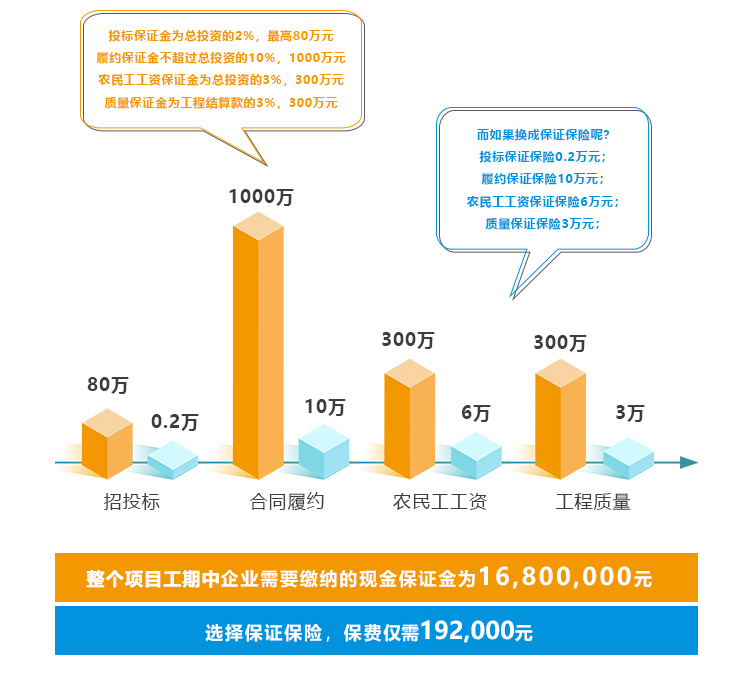 投标保证金为总投资的2%，最高80万元
履约保证金不超过总投资的10%，1000万元
农民工工资保证金为总投资的3%，300万元
质量保证金为工程结算款的3%，300万元
而如果换成保证保险呢?
投标保证保险0.2万元；
履约保证保险10万元；
农民工工资保证保险6万元；
质量保证保险3万元；
1000万
300万
300万
80万
0.2万
10万
6万
3万
招投标
合同履约
农民工工资
工程质量
整个项目工期中企业需要缴纳的现金保证金为16,800,000元
选择保证保险，保费仅需192,000元